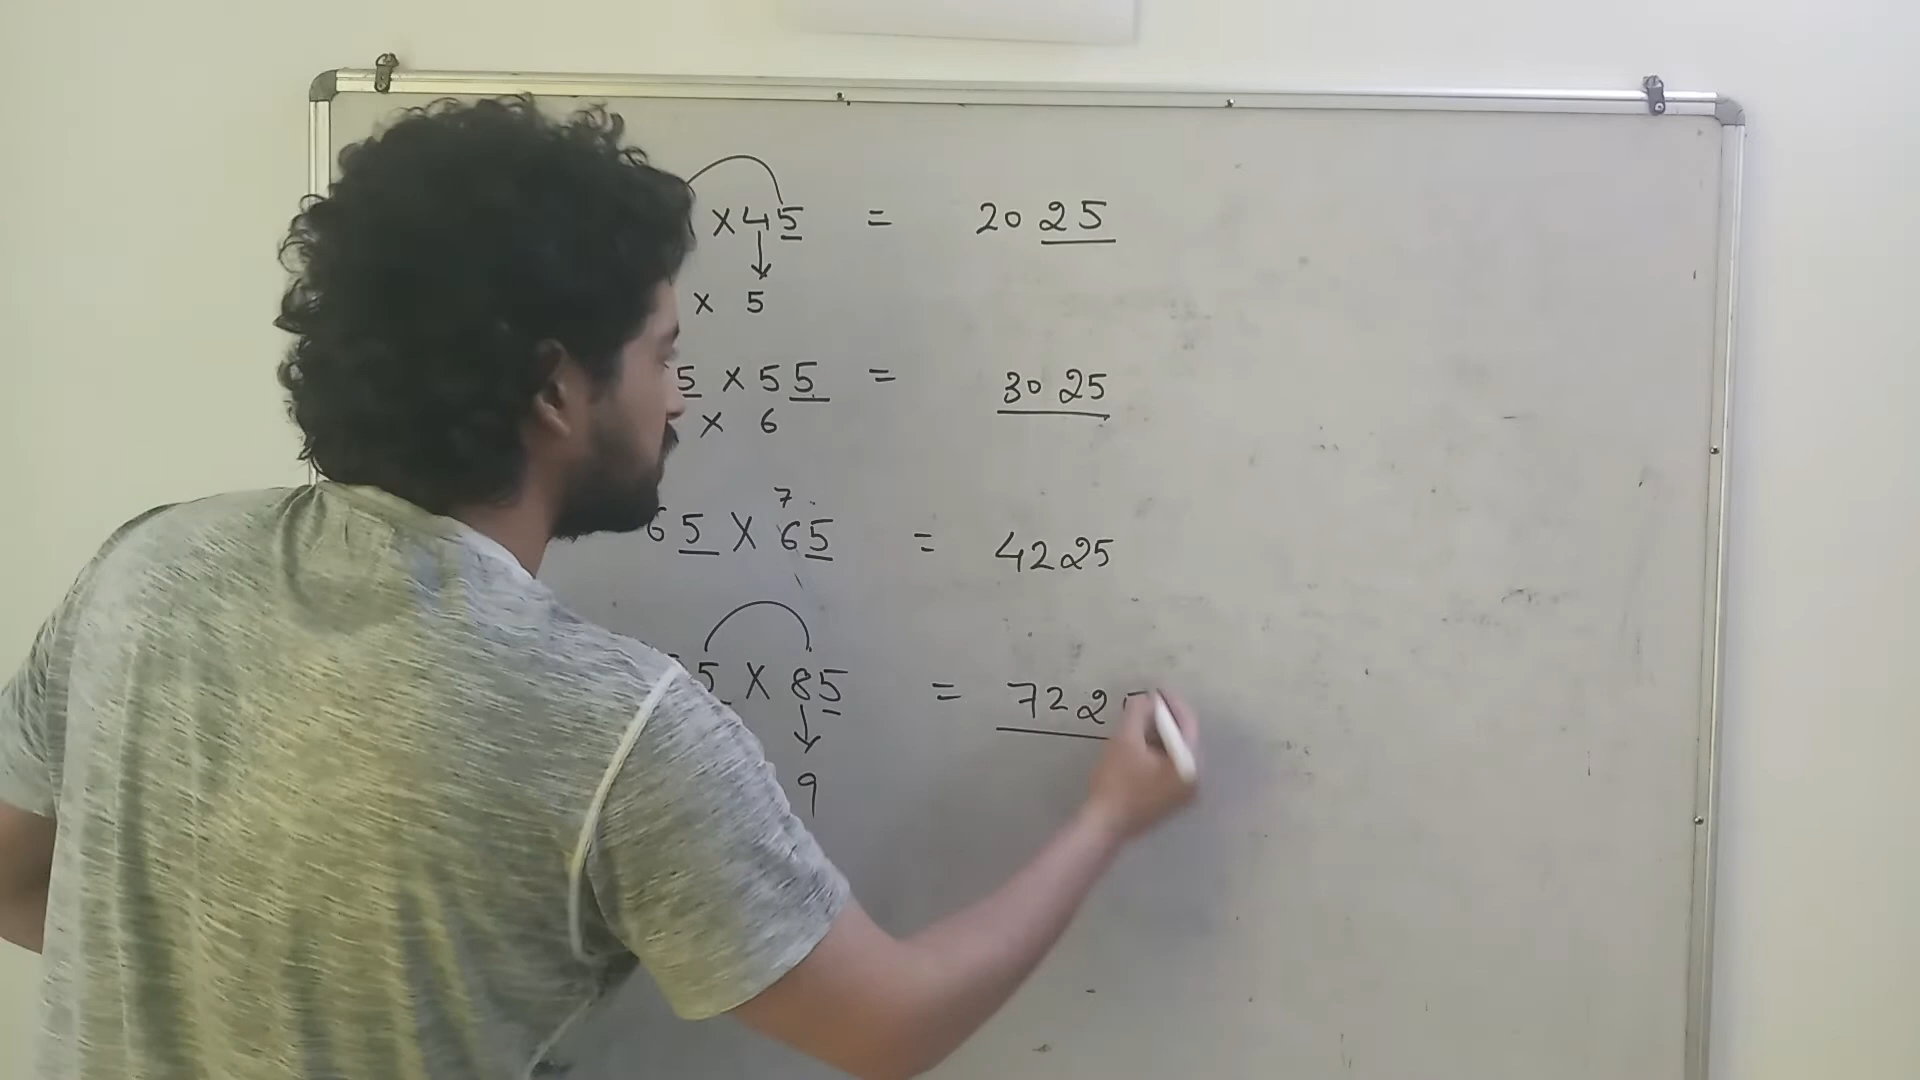 x 45 = 2025
x 5
5 x 55 = 3025
x 6
7
65 x 65 = 4225
5 x 85 = 722
9